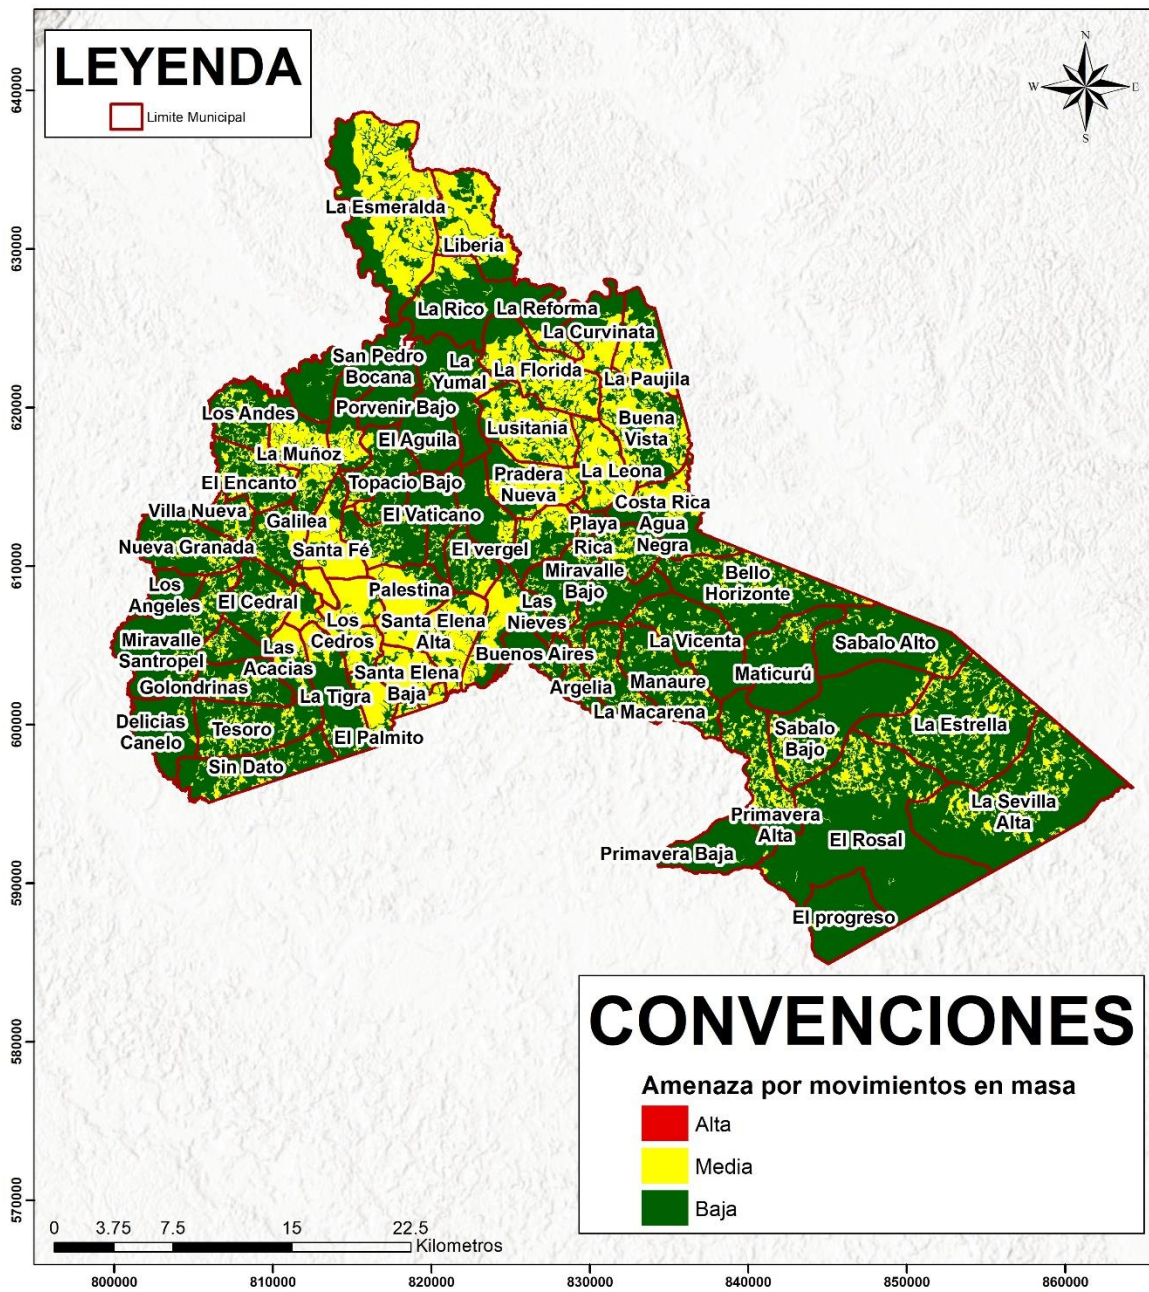 LEYENDA
Limite Municipal
N
W
E
S
640000
630000
620000
610000
600000
590000
580000
570000
La Esmeralda
Liberia
La Rico
La Reforma
La Curvinata
San Pedro
Bocana
La
Yumal
La Florida
La Paujila
Los Andes
Porvenir Bajo
Lusitania
Buena
Vista
La Muñoz
El Aguila
El Encanto
Topacio Bajo
Pradera
Nueva
La Leona
Villa Nueva
Galilea
El Vaticano
Costa Rica
Nueva Granada
Santa Fé
El vergel
Playa
Rica
Agua
Negra
Los
Angeles
El Cedral
Palestina
Miravalle
Bajo
Bello
Horizonte
Los
Cedros
Santa Elena
Alta
Las
Nieves
Miravalle
Santropel
Las
Acacias
Buenos Aires
La Vicenta
Sabalo Alto
Golondrinas
La Tigra
Santa Elena
Baja
Argelia
Manaure
Maticurú
Delicias
Canelo
Tesoro
El Palmito
La Macarena
Sabalo
Bajo
La Estrella
Sin Dato
Primavera
Alta
La Sevilla
Alta
Primavera Baja
El Rosal
El progreso
CONVENCIONES
Amenaza por movimientos en masa
Alta
Media
Baja
0 3.75 7.5 15 22.5
Kilometros
800000 810000 820000 830000 840000 850000 860000